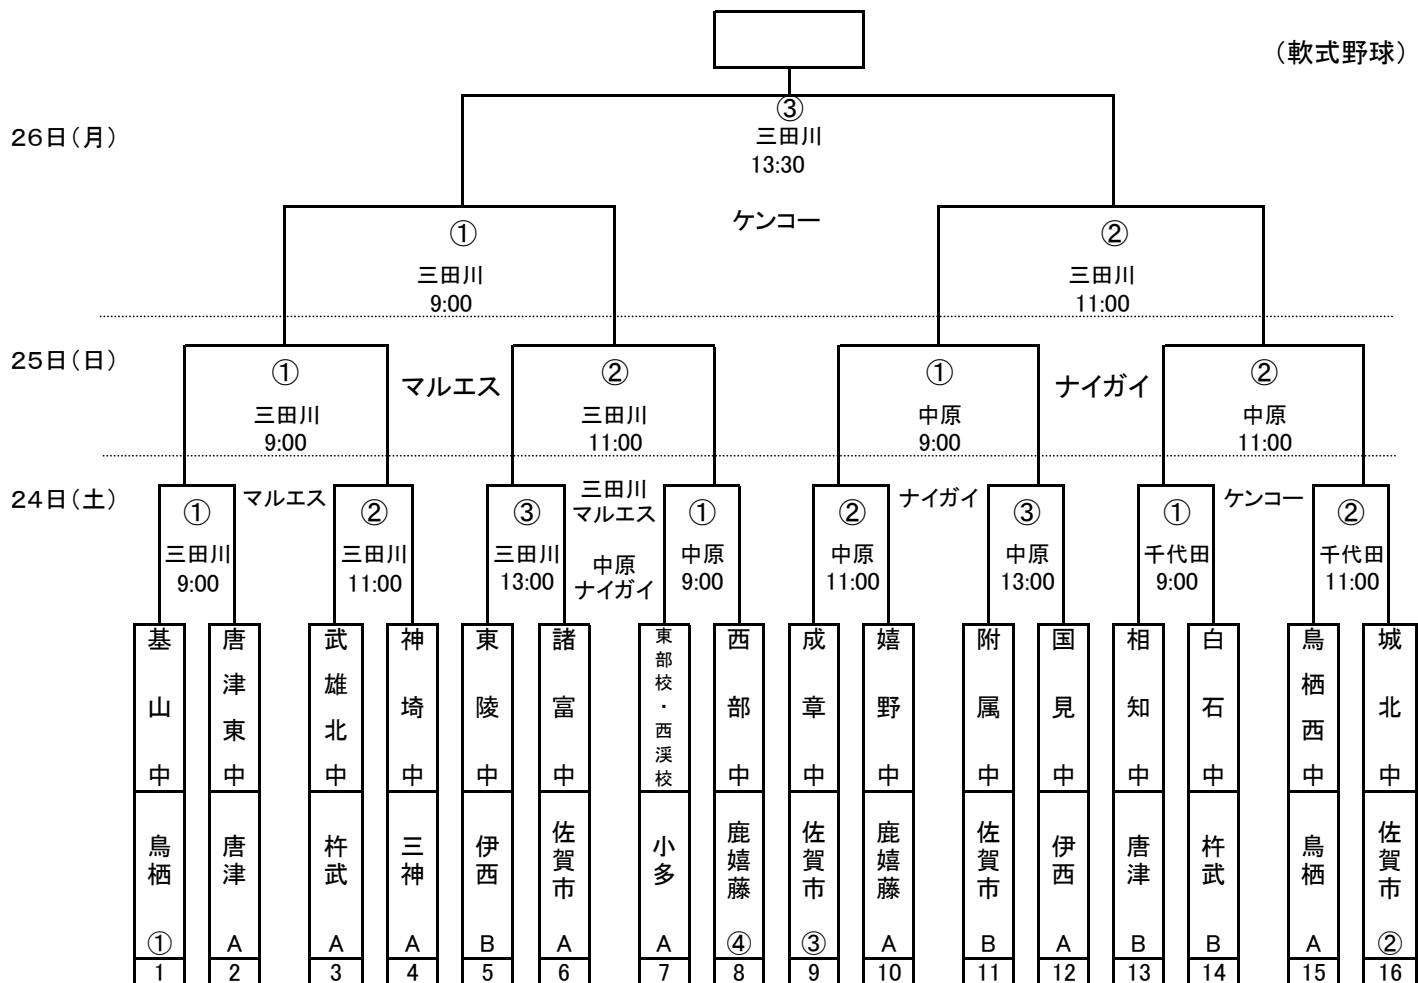 （軟式野球）
③
26日（月）
三田川
13:30
ケンコー
① ②
三田川 三田川
9:00 11:00
25日（日）
① マルエス ② ① ナイガイ ②
三田川 三田川 中原 中原
9:00 11:00 9:00 11:00
24日（土）
① マルエス ② ③ 三田川 ① ② ナイガイ ③ ① ケンコー ②
マルエス
三田川 三田川 三田川 中原 中原 中原 中原 千代田 千代田
9:00 11:00 13:00 ナイガイ 9:00 11:00 13:00 9:00 11:00
基山中
唐津東中
武雄北中
神埼中
東陵中
諸富中
東部校・西渓校
西部中
成章中
嬉野中
附属中
国見中
相知中
白石中
鳥栖西中
城北中
鳥栖
唐津
杵武
三神
伊西
佐賀市
小多
鹿嬉藤
佐賀市
鹿嬉藤
佐賀市
伊西
唐津
杵武
鳥栖
佐賀市
① A A A B A A ④ ③ A B A B B A ②
1 2 3 4 5 6 7 8 9 10 11 12 13 14 15 16